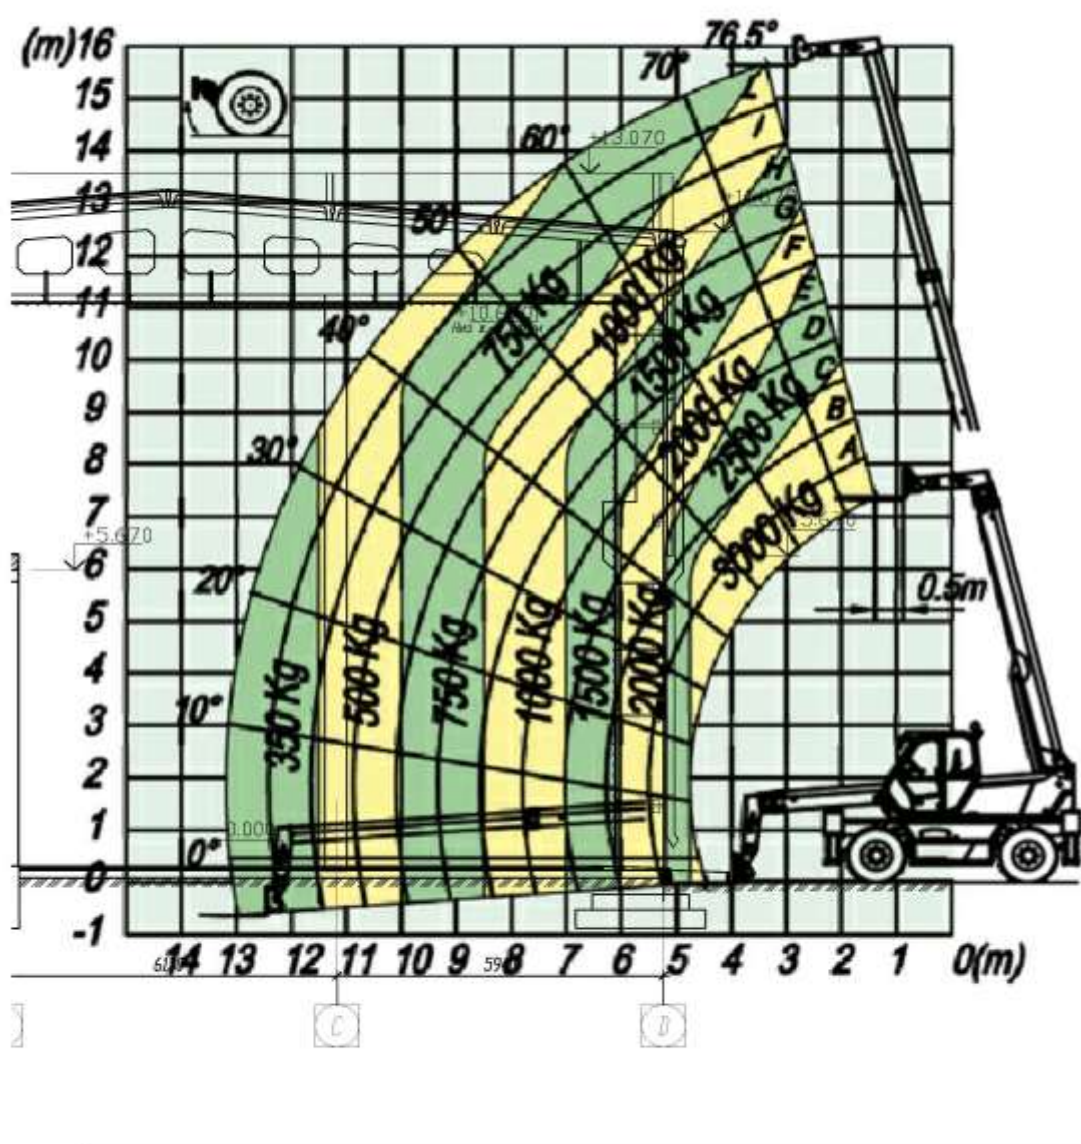 (m)16
15
14
13
12
11
10
9
8
7
6
5
4
3
2
1
0
-1
76.5°
70°
60°
50°
40°
30°
20°
10°
0°
+13.070
+5.670
0.000
L
I
H
G
F
E
D
C
B
A
750 Kg
1000 Kg
1500 Kg
2000 Kg
2500 Kg
3000 Kg
350 Kg
500 Kg
750 Kg
1000 Kg
1500 Kg
2000 Kg
0.5m
14 13 12 11 10 9 8 7 6 5 4 3 2 1 0(m)
C
D